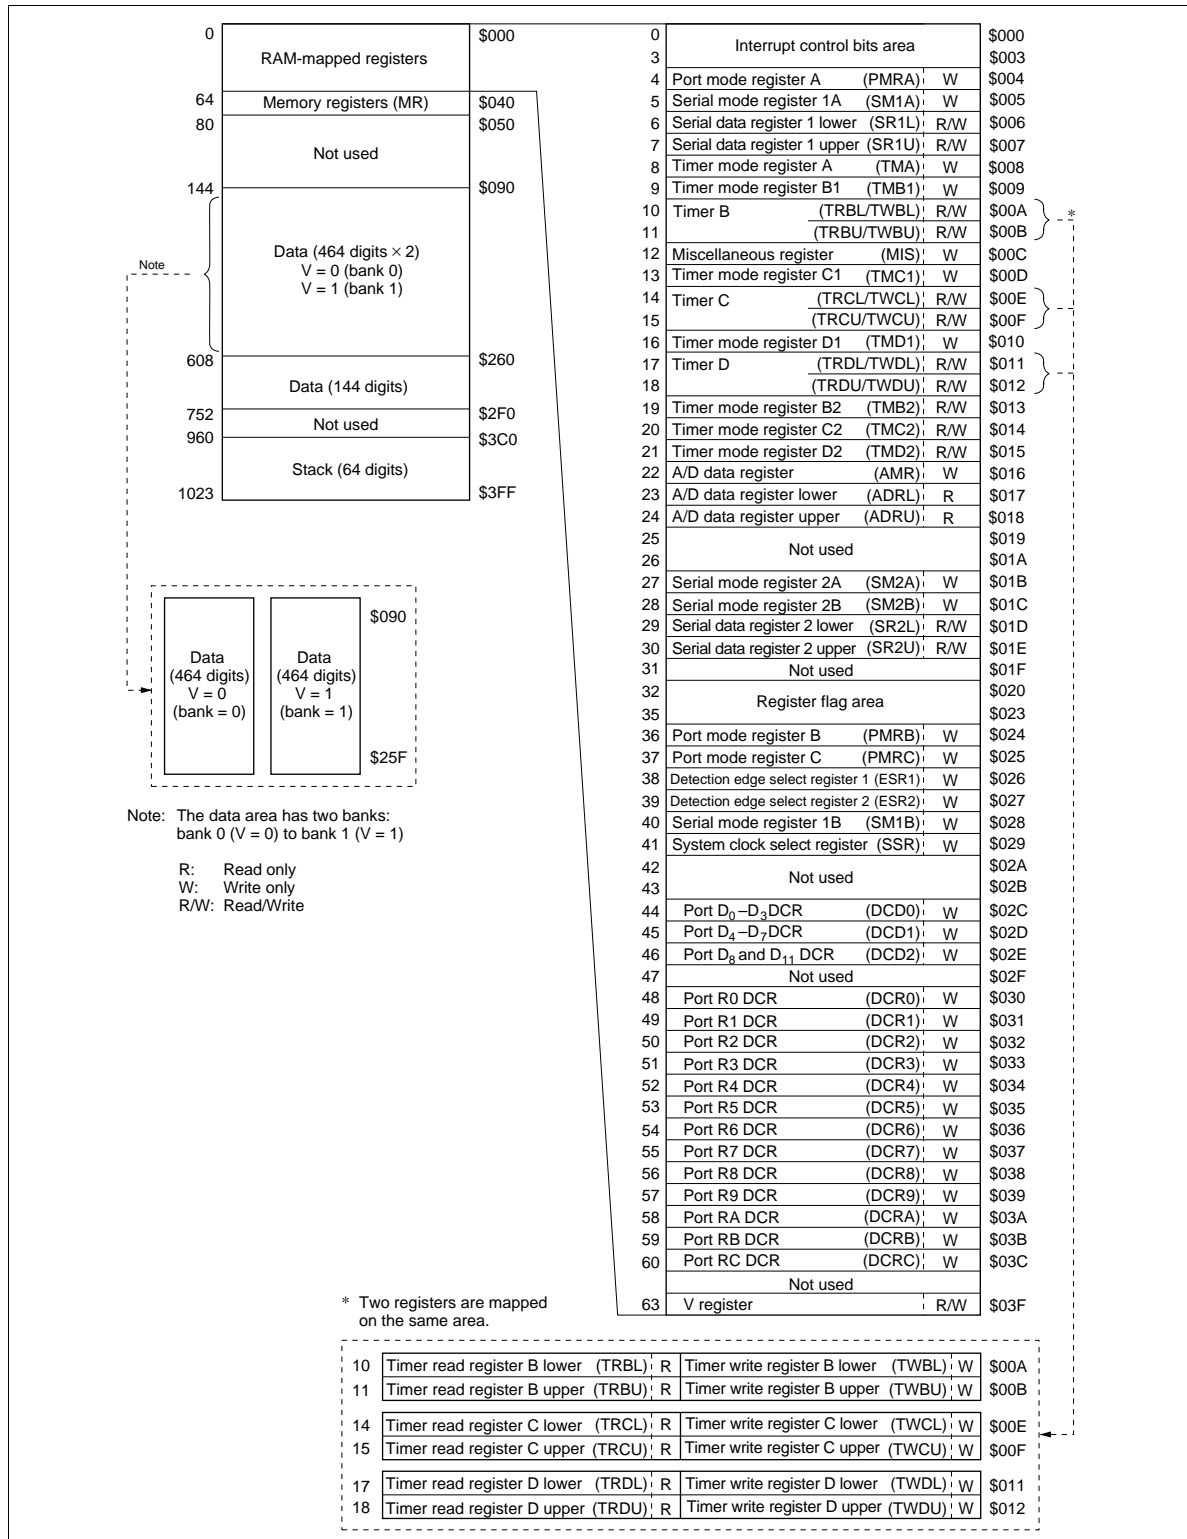 0 $000
RAM-mapped registers
64 Memory registers (MR) $040
80 $050
Not used
144 $090
Data (464 digits × 2)
V = 0 (bank 0)
V = 1 (bank 1)
Note
608 $260
Data (144 digits)
752 $2F0
Not used
960 $3C0
Stack (64 digits)
1023 $3FF
$090
Data
(464 digits)
V = 0
(bank = 0)
Data
(464 digits)
V = 1
(bank = 1)
$25F
Note: The data area has two banks:
bank 0 (V = 0) to bank 1 (V = 1)
R: Read only
W: Write only
R/W: Read/Write
0 $000
Interrupt control bits area
3 $003
4 Port mode register A (PMRA) W $004
5 Serial mode register 1A (SM1A) W $005
6 Serial data register 1 lower (SR1L) R/W $006
7 Serial data register 1 upper (SR1U) R/W $007
8 Timer mode register A (TMA) W $008
9 Timer mode register B1 (TMB1) W $009
10 Timer B (TRBL/TWBL) R/W $00A *
11 (TRBU/TWBU) R/W $00B
12 Miscellaneous register (MIS) W $00C
13 Timer mode register C1 (TMC1) W $00D
14 Timer C (TRCL/TWCL) R/W $00E
15 (TRCU/TWCU) R/W $00F
16 Timer mode register D1 (TMD1) W $010
17 Timer D (TRDL/TWDL) R/W $011
18 (TRDU/TWDU) R/W $012
19 Timer mode register B2 (TMB2) R/W $013
20 Timer mode register C2 (TMC2) R/W $014
21 Timer mode register D2 (TMD2) R/W $015
22 A/D data register (AMR) W $016
23 A/D data register lower (ADRL) R $017
24 A/D data register upper (ADRU) R $018
25 $019
Not used
26 $01A
27 Serial mode register 2A (SM2A) W $01B
28 Serial mode register 2B (SM2B) W $01C
29 Serial data register 2 lower (SR2L) R/W $01D
30 Serial data register 2 upper (SR2U) R/W $01E
31 Not used $01F
32 $020
Register flag area
35 $023
36 Port mode register B (PMRB) W $024
37 Port mode register C (PMRC) W $025
38 Detection edge select register 1 (ESR1) W $026
39 Detection edge select register 2 (ESR2) W $027
40 Serial mode register 1B (SM1B) W $028
41 System clock select register (SSR) W $029
42 $02A
Not used
43 $02B
44 Port D0–D3DCR (DCD0) W $02C
45 Port D4–D7DCR (DCD1) W $02D
46 Port D8 and D11 DCR (DCD2) W $02E
47 Not used $02F
48 Port R0 DCR (DCR0) W $030
49 Port R1 DCR (DCR1) W $031
50 Port R2 DCR (DCR2) W $032
51 Port R3 DCR (DCR3) W $033
52 Port R4 DCR (DCR4) W $034
53 Port R5 DCR (DCR5) W $035
54 Port R6 DCR (DCR6) W $036
55 Port R7 DCR (DCR7) W $037
56 Port R8 DCR (DCR8) W $038
57 Port R9 DCR (DCR9) W $039
58 Port RA DCR (DCRA) W $03A
59 Port RB DCR (DCRB) W $03B
60 Port RC DCR (DCRC) W $03C
Not used
63 V register R/W $03F
* Two registers are mapped
on the same area.
10 Timer read register B lower (TRBL) R Timer write register B lower (TWBL) W $00A
11 Timer read register B upper (TRBU) R Timer write register B upper (TWBU) W $00B
14 Timer read register C lower (TRCL) R Timer write register C lower (TWCL) W $00E
15 Timer read register C upper (TRCU) R Timer write register C upper (TWCU) W $00F
17 Timer read register D lower (TRDL) R Timer write register D lower (TWDL) W $011
18 Timer read register D upper (TRDU) R Timer write register D upper (TWDU) W $012